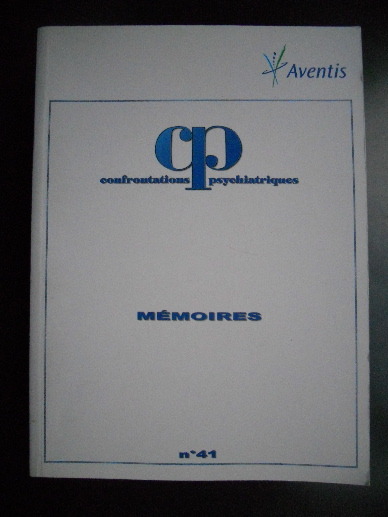 Aventis
cp
confrontations psychiatriques
MÉMOIRES
n°41